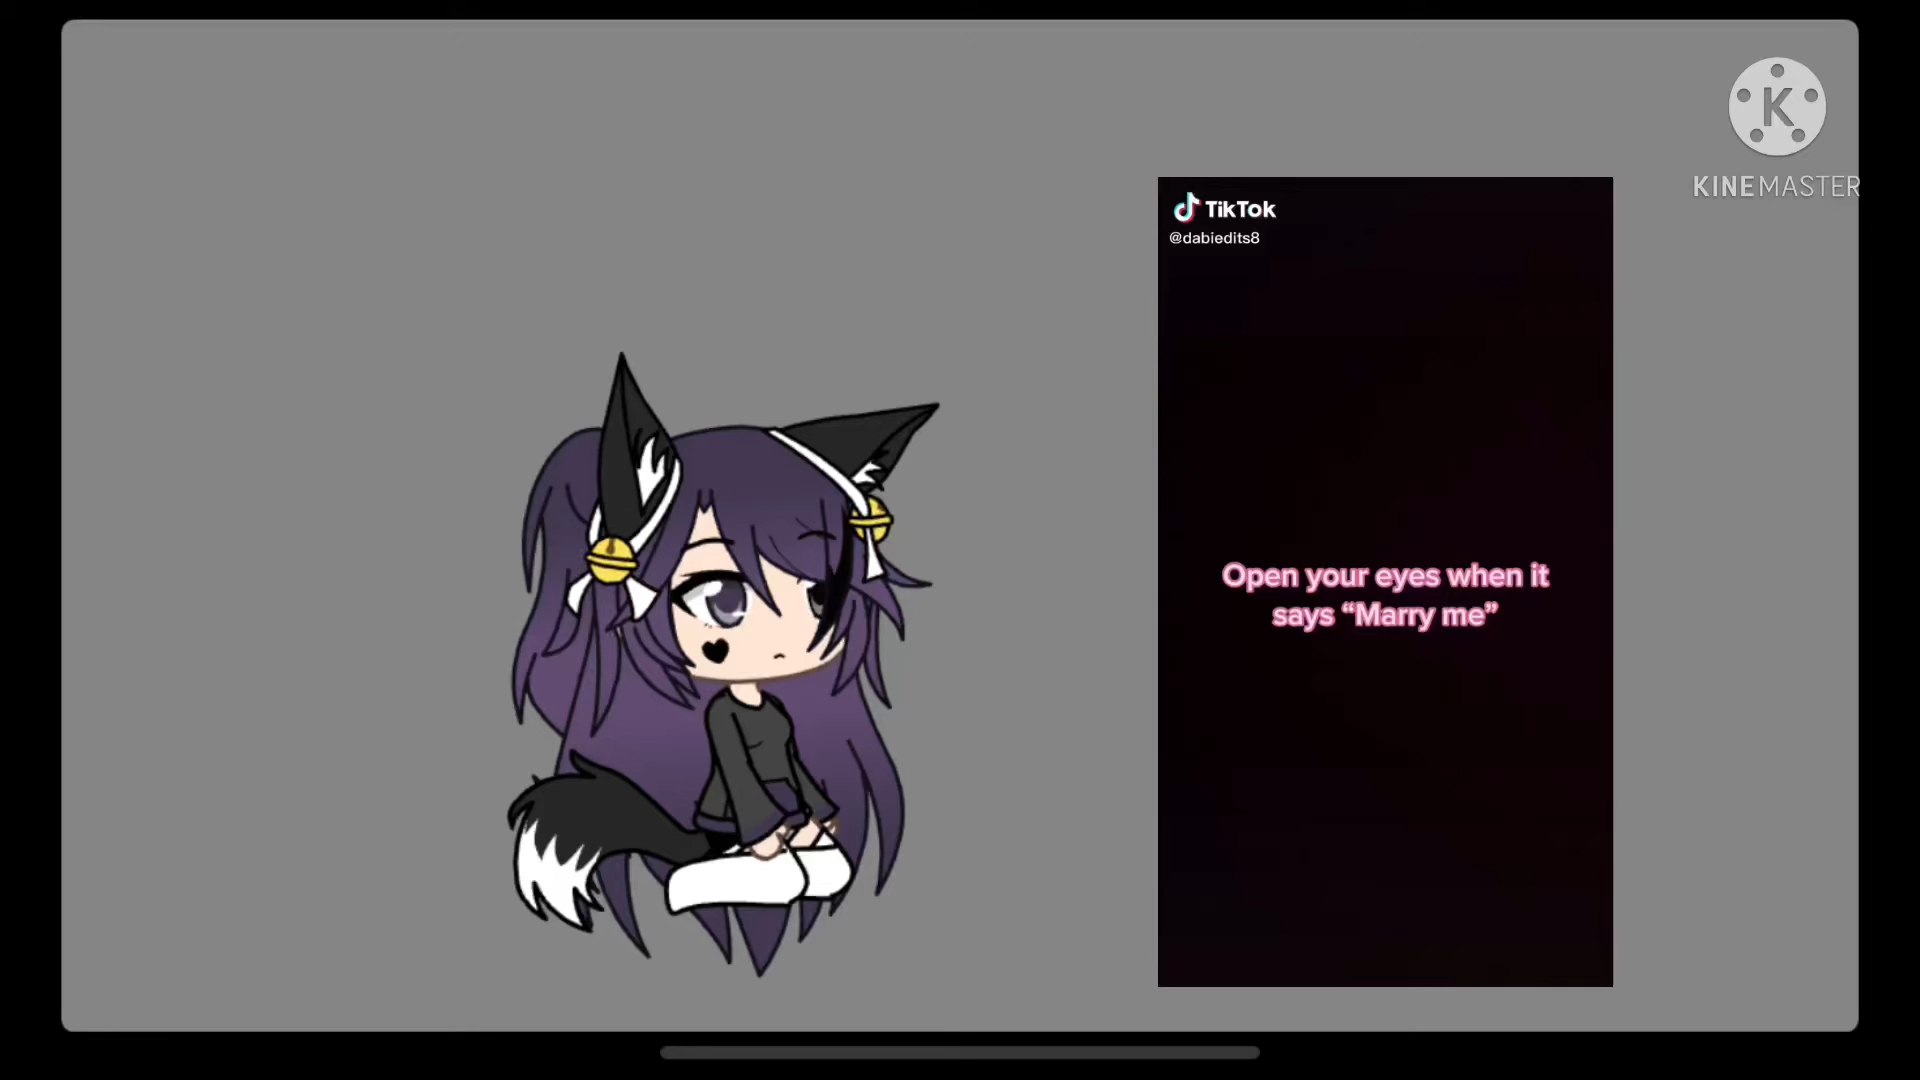 K
KINEMASTER
TikTok
@dabiedits8
Open your eyes when it
says “Marry me”